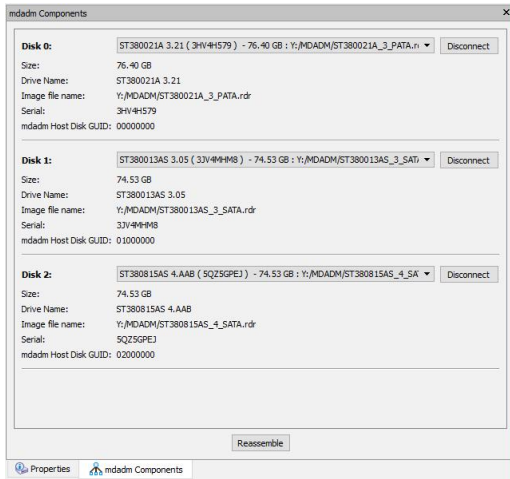 mdadm Components x
Disk 0: ST380021A 3.21 ( 3HV4H579 ) - 76.40 GB : Y:/MDADM/ST380021A_3_PATA.r Disconnect
Size: 76.40 GB
Drive Name: ST380021A 3.21
Image file name: Y:/MDADM/ST380021A_3_PATA.rdr
Serial: 3HV4H579
mdadm Host Disk GUID: 00000000
Disk 1: ST380013AS 3.05 ( 3JV4MHM8 ) - 74.53 GB : Y:/MDADM/ST380013AS_3_SAT Disconnect
Size: 74.53 GB
Drive Name: ST380013AS 3.05
Image file name: Y:/MDADM/ST380013AS_3_SATA.rdr
Serial: 3JV4MHM8
mdadm Host Disk GUID: 01000000
Disk 2: ST380815AS 4.AAB ( 5QZ5GPEJ ) - 74.53 GB : Y:/MDADM/ST380815AS_4_SA Disconnect
Size: 74.53 GB
Drive Name: ST380815AS 4.AAB
Image file name: Y:/MDADM/ST380815AS_4_SATA.rdr
Serial: 5QZ5GPEJ
mdadm Host Disk GUID: 02000000
Reassemble
Properties mdadm Components